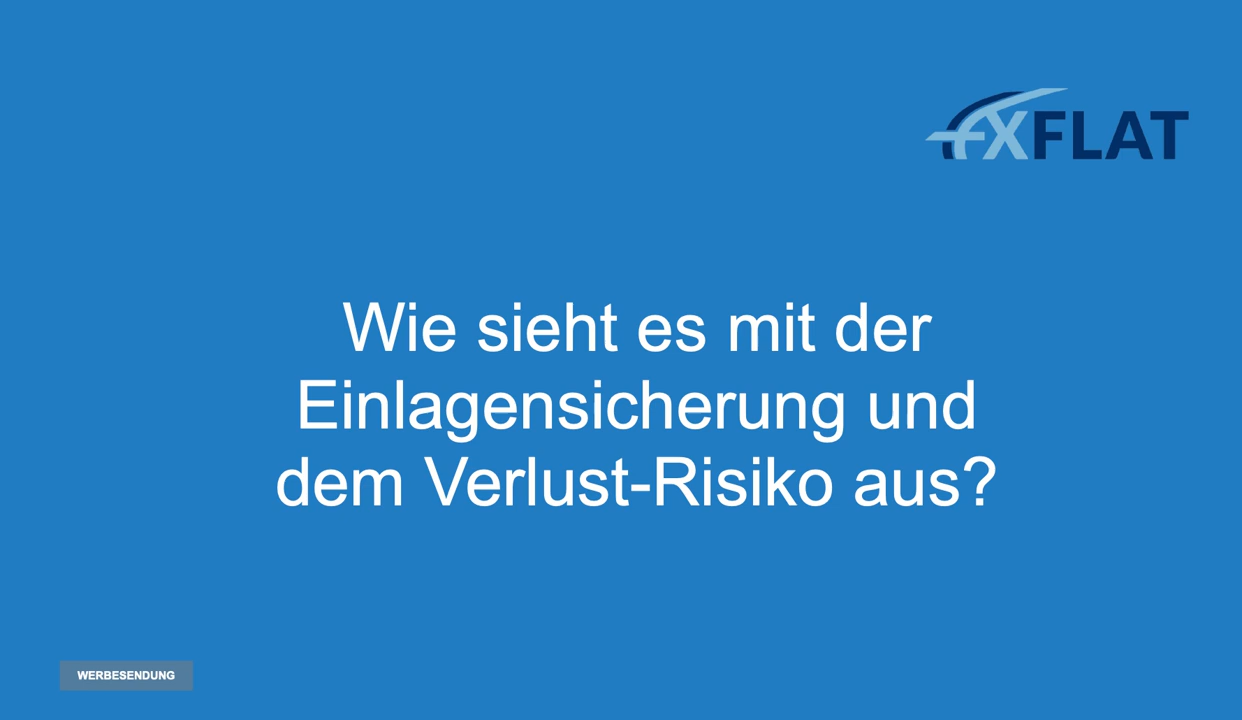 FXFLAT
Wie sieht es mit der
Einlagensicherung und
dem Verlust-Risiko aus?
WERBESENDUNG